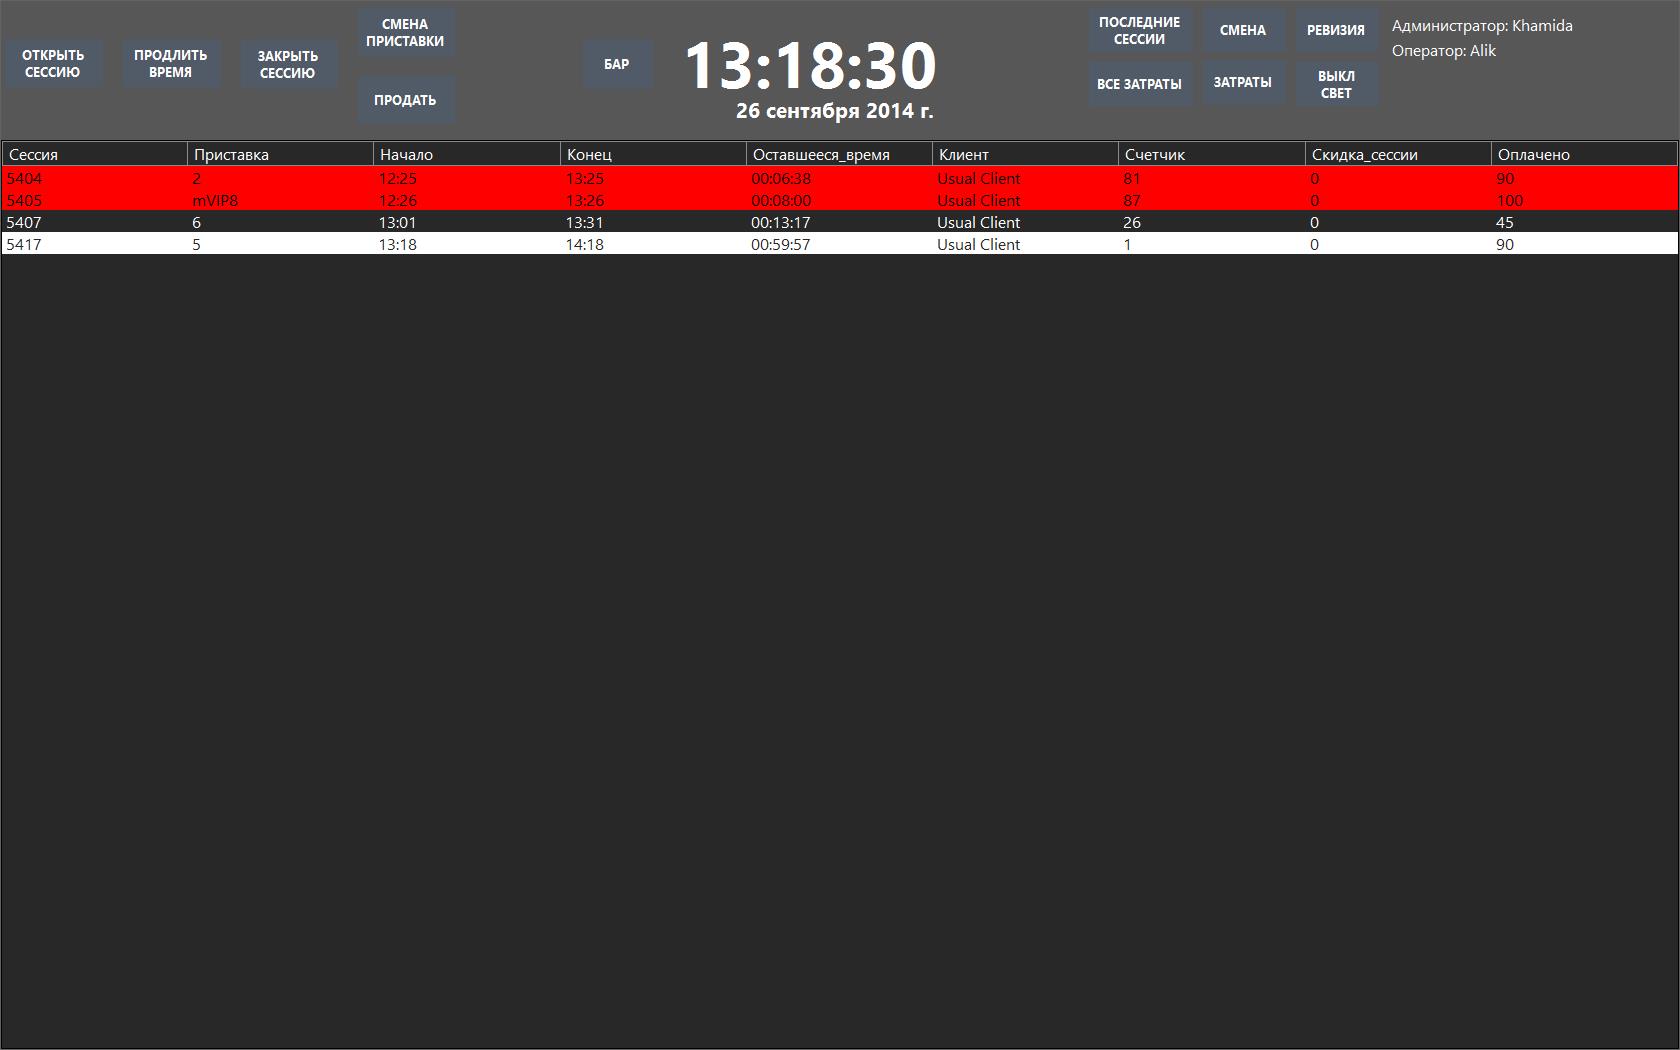 ОТКРЫТЬ
СЕССИЮ
ПРОДЛИТЬ
ВРЕМЯ
ЗАКРЫТЬ
СЕССИЮ
СМЕНА
ПРИСТАВКИ
ПРОДАТЬ
БАР
13:18:30
26 сентября 2014 г.
ПОСЛЕДНИЕ
СЕССИИ
СМЕНА
РЕВИЗИЯ
ВСЕ ЗАТРАТЫ
ЗАТРАТЫ
ВЫКЛ
СВЕТ
Администратор: Khamida
Оператор: Alik
Сессия Приставка Начало Конец Оставшееся_время Клиент Счетчик Скидка_сессии Оплачено
5404 2 12:25 13:25 00:06:38 Usual Client 81 0 90
5405 mVIP8 12:26 13:26 00:08:00 Usual Client 87 0 100
5407 6 13:01 13:31 00:13:17 Usual Client 26 0 45
5417 5 13:18 14:18 00:59:57 Usual Client 1 0 90